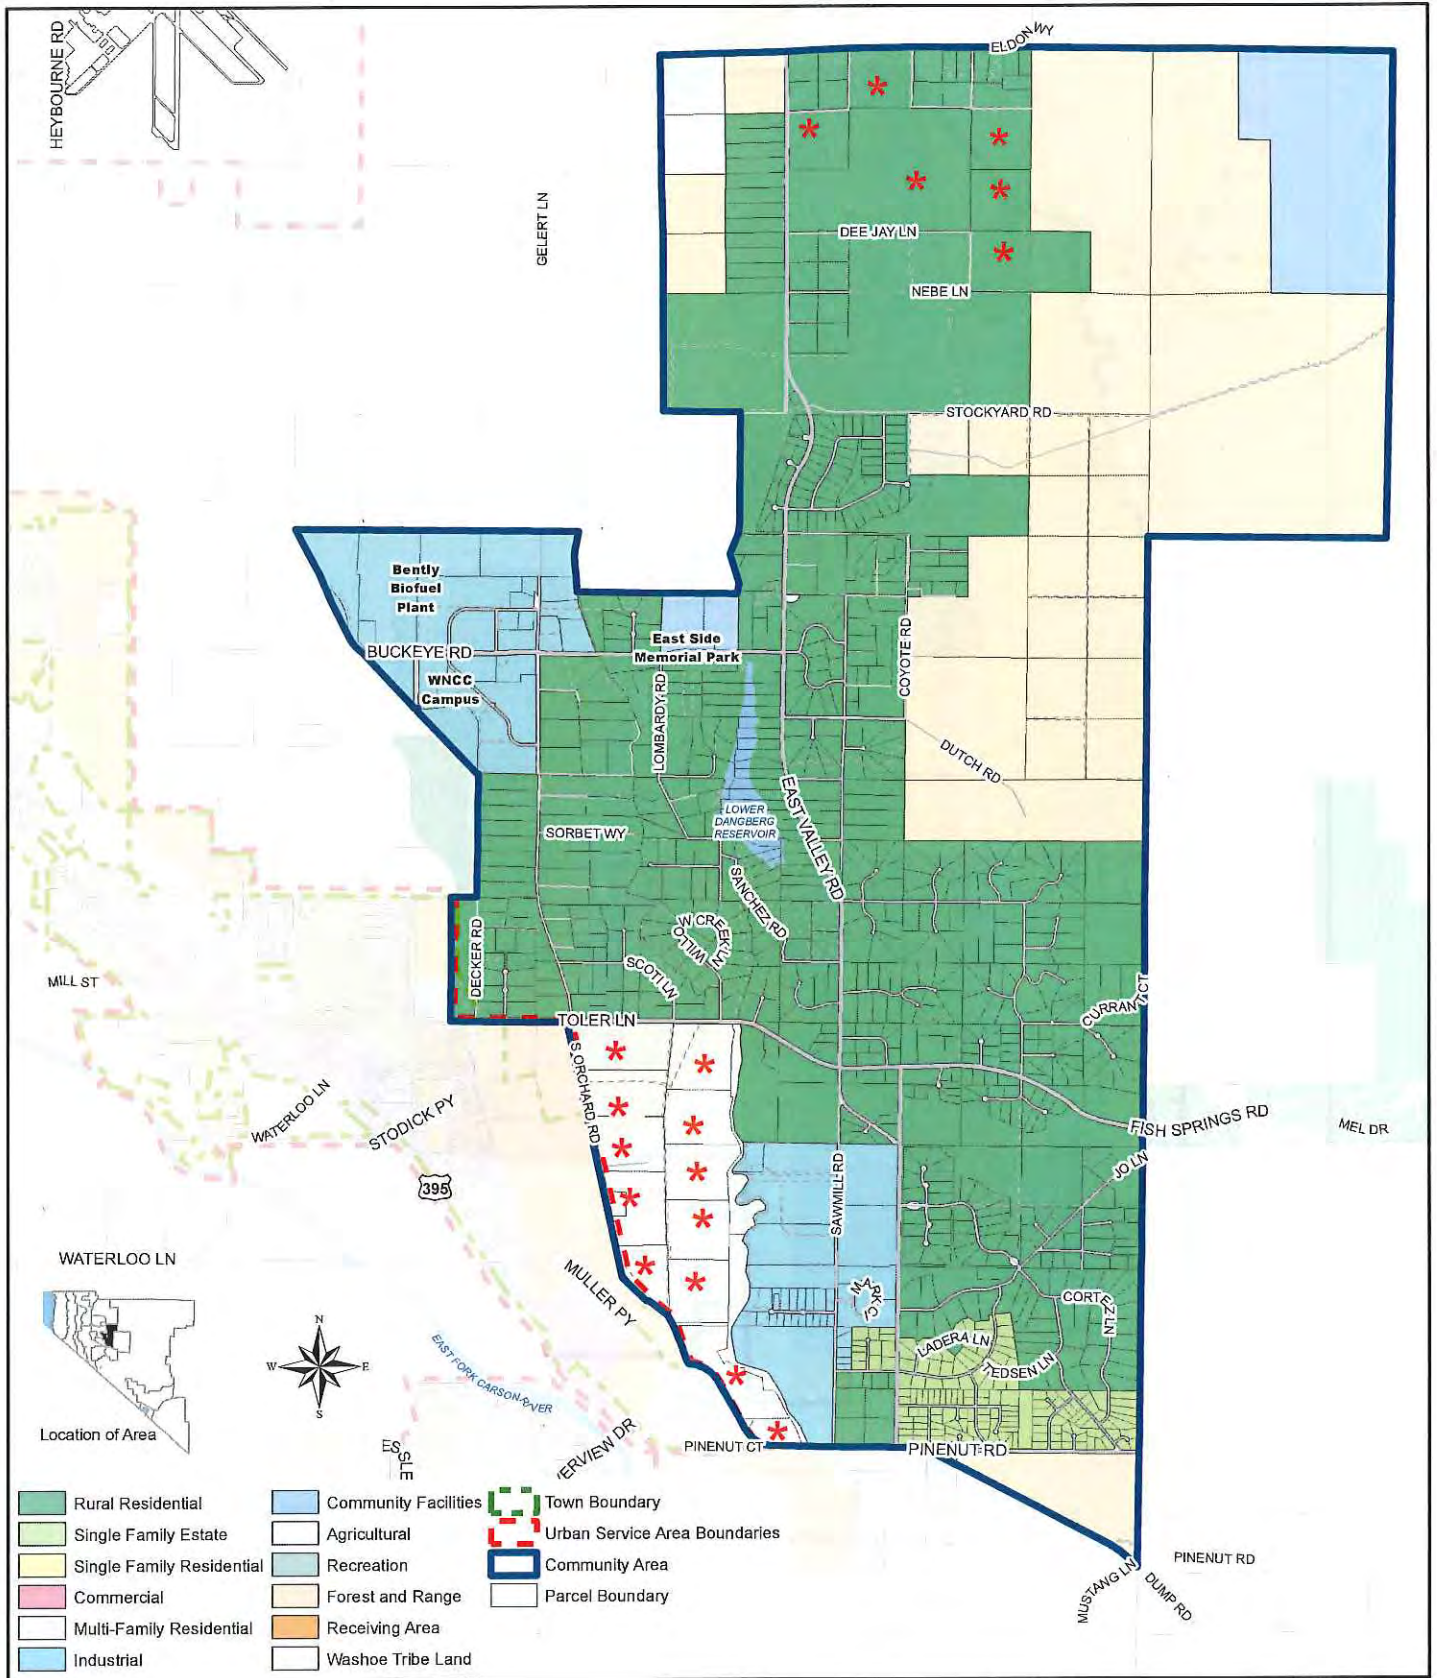 ELDON WY
HEYBOURNE RD
GELERT LN
DEE JAY LN
NEBE LN
STOCKYARD RD
Bently
Biofuel
Plant
BUCKEYE RD
East Side
Memorial Park
WNCC
Campus
LOMBARDY RD
COYOTE RD
DUTCH RD
EAST VALLEY RD
LOWER
DANGBERG
RESERVOIR
SORBET WY
SANCHEZ RD
WILLOW CREEK LN
SCOTI LN
DECKER RD
MILL ST
CURRANT CT
TOLER LN
S ORCHARD RD
WATERLOO LN
STODICK PY
FISH SPRINGS RD
MEL DR
JO LN
395
SAWMILL RD
WATERLOO LN
MULLER PY
MARK CT
CORTEZ LN
LADERA LN
TEDSEN LN
EAST FORK CARSON RIVER
N
W E
S
Location of Area
ESSLE
ERVIEW DR
PINENUT CT
PINENUT RD
PINENUT RD
MUSTANG LN
DUMP RD
Rural Residential
Single Family Estate
Single Family Residential
Commercial
Multi-Family Residential
Industrial
Community Facilities
Agricultural
Recreation
Forest and Range
Receiving Area
Washoe Tribe Land
Town Boundary
Urban Service Area Boundaries
Community Area
Parcel Boundary